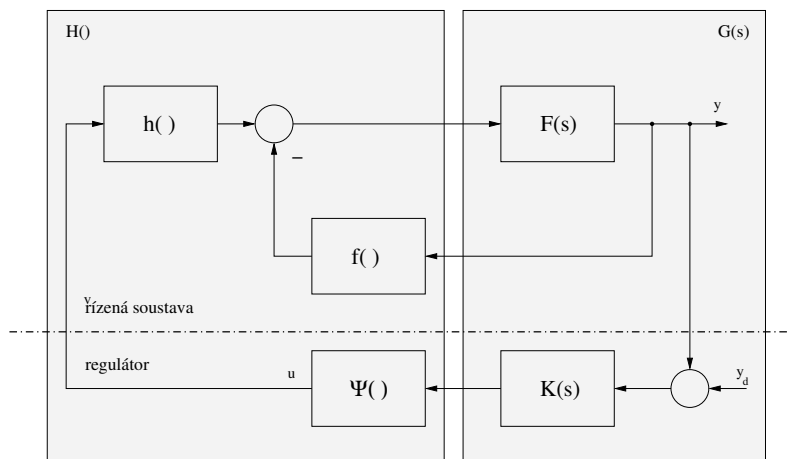 H()
G(s)
h( )
F(s)
y
–
f( )
řízená soustava
regulátor
u
Ψ( )
K(s)
y_d